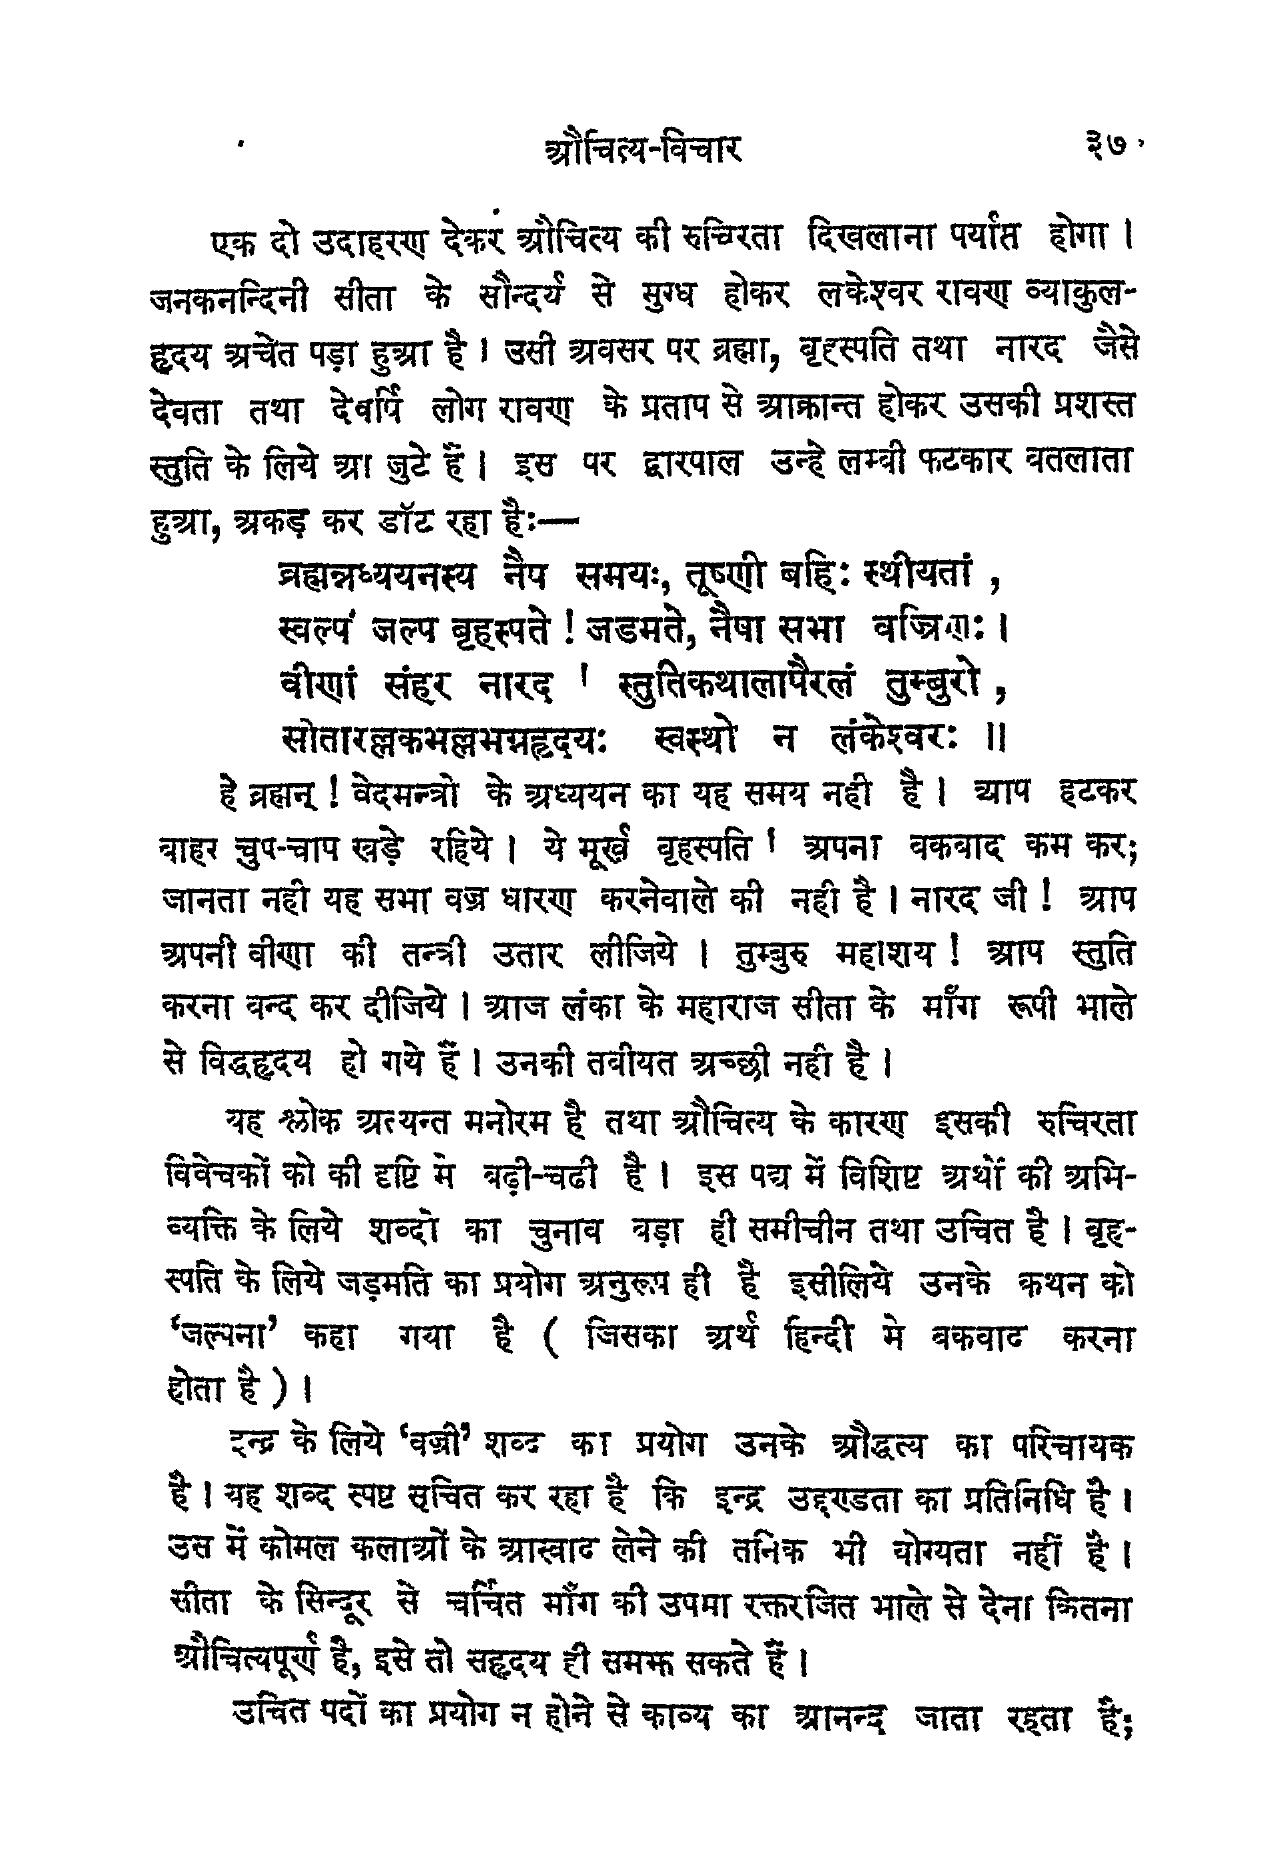 औचित्य-विचार ३७
एक दो उदाहरण देकर औचित्य की रुचिरता दिखलाना पर्याप्त होगा ।
जनकनन्दिनी सीता के सौन्दर्य से मुग्ध होकर लकेश्वर रावण व्याकुल-
हृदय अचेत पड़ा हुआ है । उसी अवसर पर ब्रह्मा, बृहस्पति तथा नारद जैसे
देवता तथा देवर्षि लोग रावण के प्रताप से आक्रान्त होकर उसकी प्रशस्त
स्तुति के लिये आ जुटे हैं । इस पर द्वारपाल उन्हे लम्बी फटकार बतलाता
हुआ, अकड़ कर डॉट रहा है:—
ब्रह्मन्नध्ययनस्य नैष समयः, तूष्णी बहिः स्थीयतां ,
स्वल्पं जल्प बृहस्पते ! जडमते, नैषा सभा वज्रिणः ।
वीणां संहर नारद ! स्तुतिकथालापैरलं तुम्बुरो ,
सोतारल्लकभल्लभग्नहृदयः स्वस्थो न लंकेश्वरः ॥
हे ब्रह्मन् ! वेदमन्त्रो के अध्ययन का यह समय नही है । आप हटकर
बाहर चुप-चाप खड़े रहिये । ये मूर्ख बृहस्पति ! अपना बकवाद कम कर;
जानता नही यह सभा वज्र धारण करनेवाले की नही है । नारद जी ! आप
अपनी वीणा की तन्त्री उतार लीजिये । तुम्बुरु महाशय ! आप स्तुति
करना बन्द कर दीजिये । आज लंका के महाराज सीता के माँग रूपी भाले
से विद्धहृदय हो गये हैं । उनकी तबीयत अच्छी नही है ।
यह श्लोक अत्यन्त मनोरम है तथा औचित्य के कारण इसकी रुचिरता
विवेचकों को की दृष्टि मे बढ़ी-चढी है । इस पद्य में विशिष्ट अर्थो की अभि-
व्यक्ति के लिये शब्दो का चुनाव बड़ा ही समीचीन तथा उचित है । बृह-
स्पति के लिये जड़मति का प्रयोग अनुरूप ही है इसीलिये उनके कथन को
'जल्पना' कहा गया है ( जिसका अर्थ हिन्दी मे बकवाद करना
होता है ) ।
इन्द्र के लिये 'वज्री' शब्द का प्रयोग उनके औद्धत्य का परिचायक
है । यह शब्द स्पष्ट सूचित कर रहा है कि इन्द्र उद्दण्डता का प्रतिनिधि है ।
उस में कोमल कलाओं के आस्वाद लेने की तनिक भी योग्यता नहीं है ।
सीता के सिन्दूर से चर्चित माँग की उपमा रक्तरजित भाले से देना कितना
औचित्यपूर्ण है, इसे तो सहृदय ही समझ सकते हैं ।
उचित पदों का प्रयोग न होने से काव्य का आनन्द जाता रहता है;